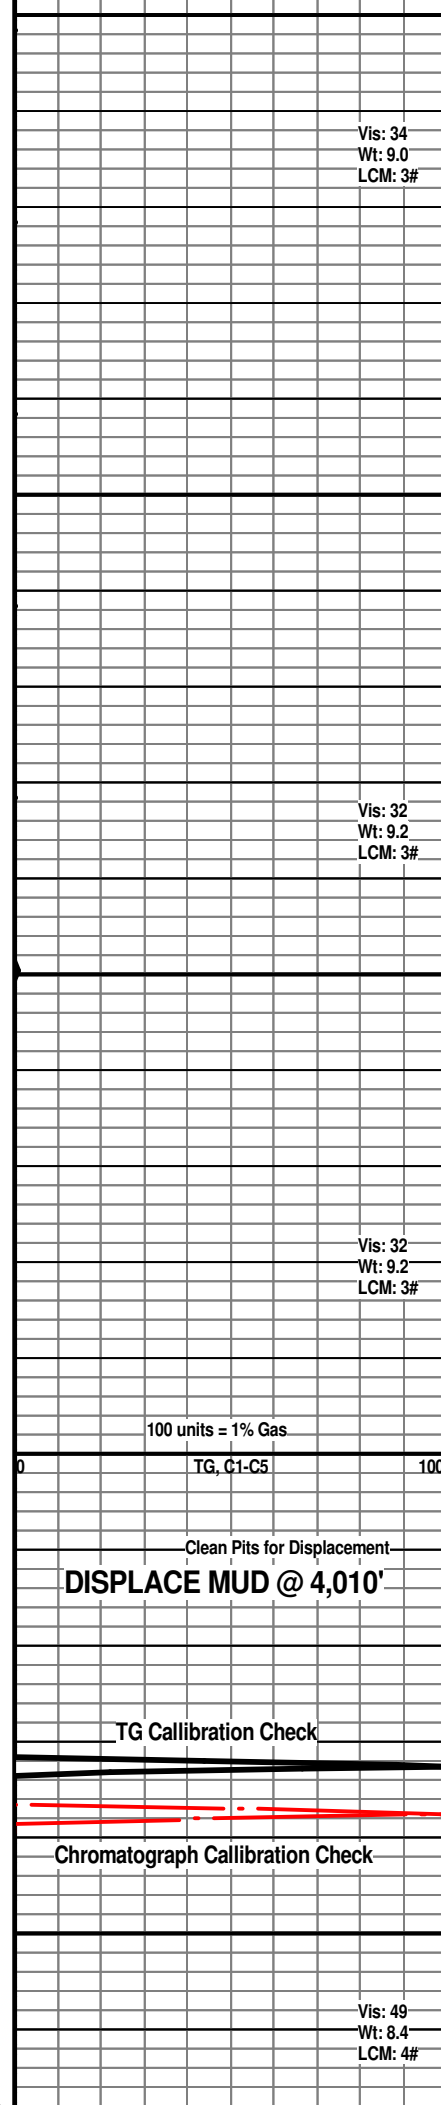 Vis: 34
Wt: 9.0
LCM: 3#
Vis: 32
Wt: 9.2
LCM: 3#
Vis: 32
Wt: 9.2
LCM: 3#
100 units = 1% Gas
0 TG, C1-C5 100
Clean Pits for Displacement
DISPLACE MUD @ 4,010'
TG Callibration Check
Chromatograph Callibration Check
Vis: 49
Wt: 8.4
LCM: 4#